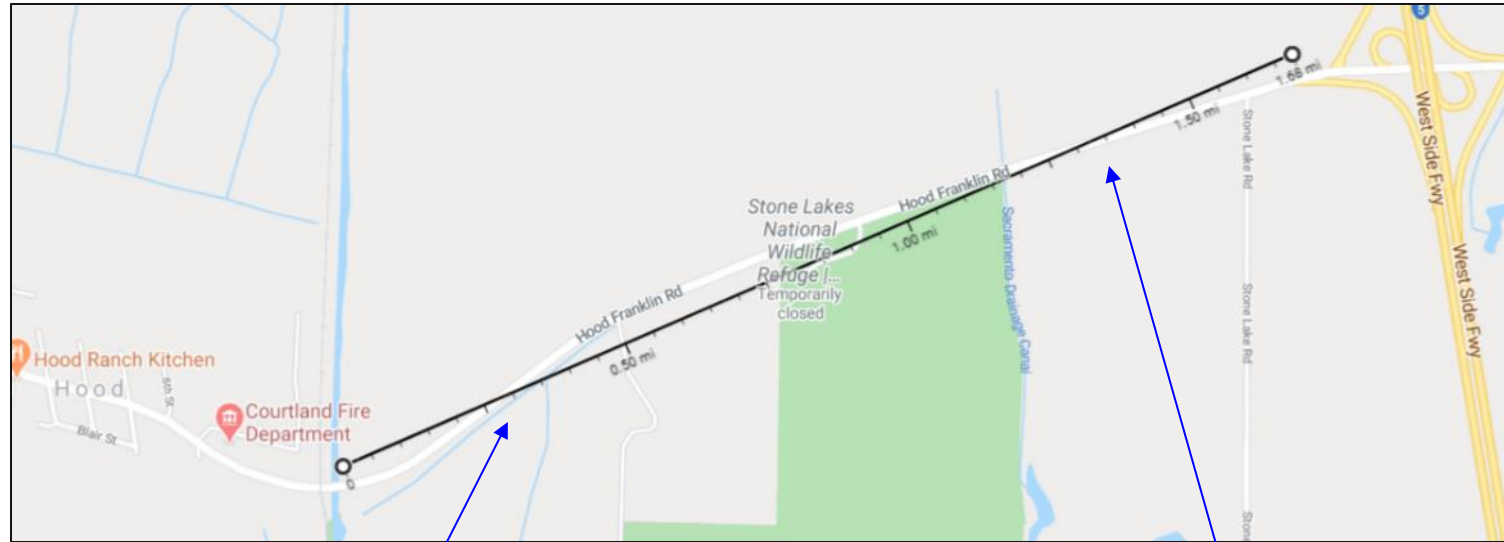 5
1.68 mi
1.50 mi
West Side Fwy
Stone Lake Rd
Hood Franklin Rd
Stone Lakes
National
Wildlife
Refuge |...
Temporarily
closed
1.00 mi
Sacramento Drainage Canal
West Side Fwy
Hood Franklin Rd
Stone Lake Rd
0.50 mi
Hood Ranch Kitchen
Hood
6th St
Courtland Fire
Department
Blair St
0
Stone